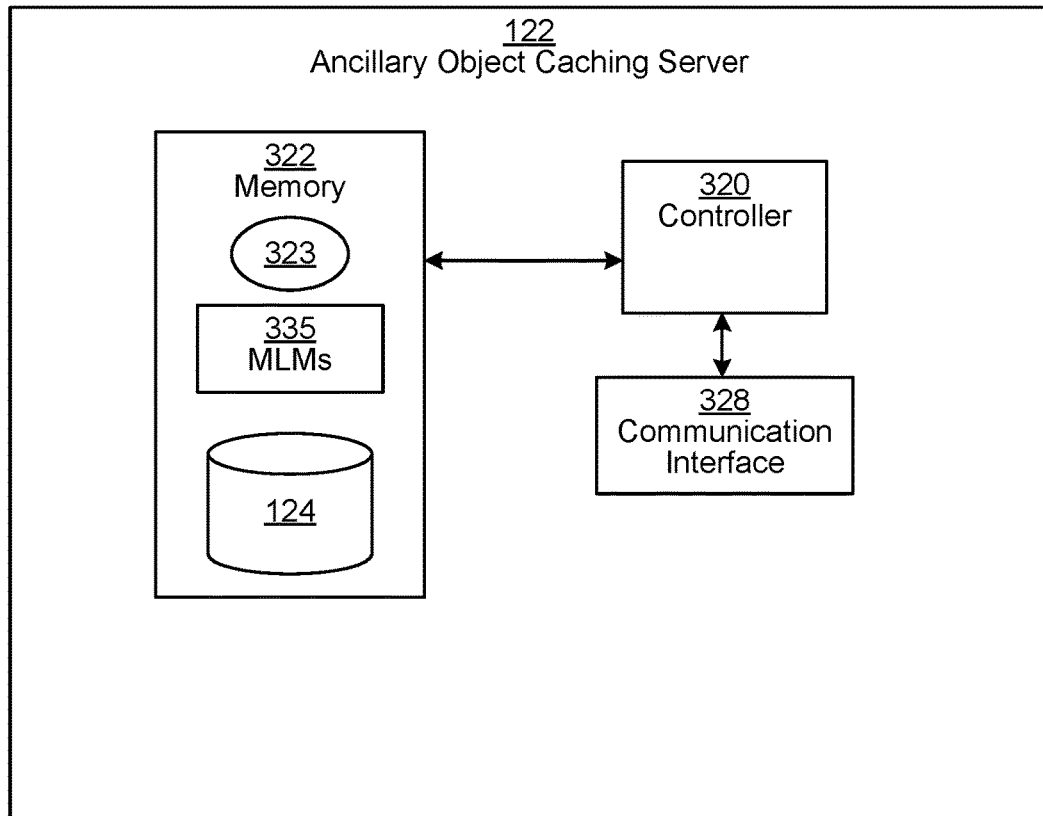 122
Ancillary Object Caching Server
322
Memory
323
335
MLMs
124
320
Controller
328
Communication
Interface